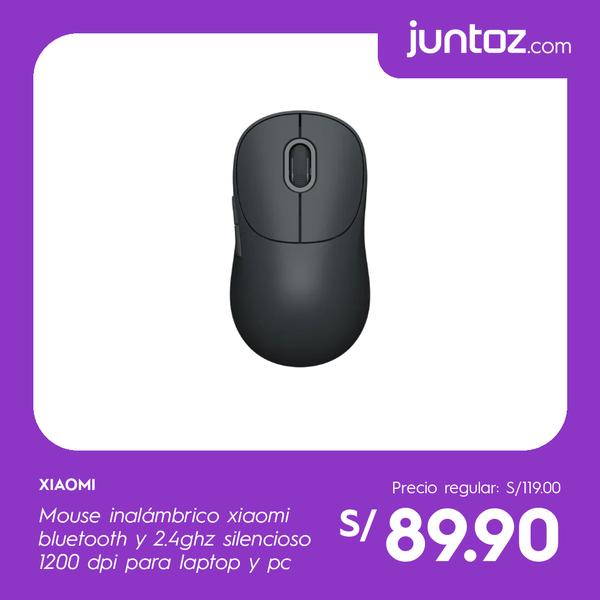 juntoz.com
XIAOMI
Mouse inalámbrico xiaomi
bluetooth y 2.4ghz silencioso
1200 dpi para laptop y pc
Precio regular: S/119.00
S/89.90